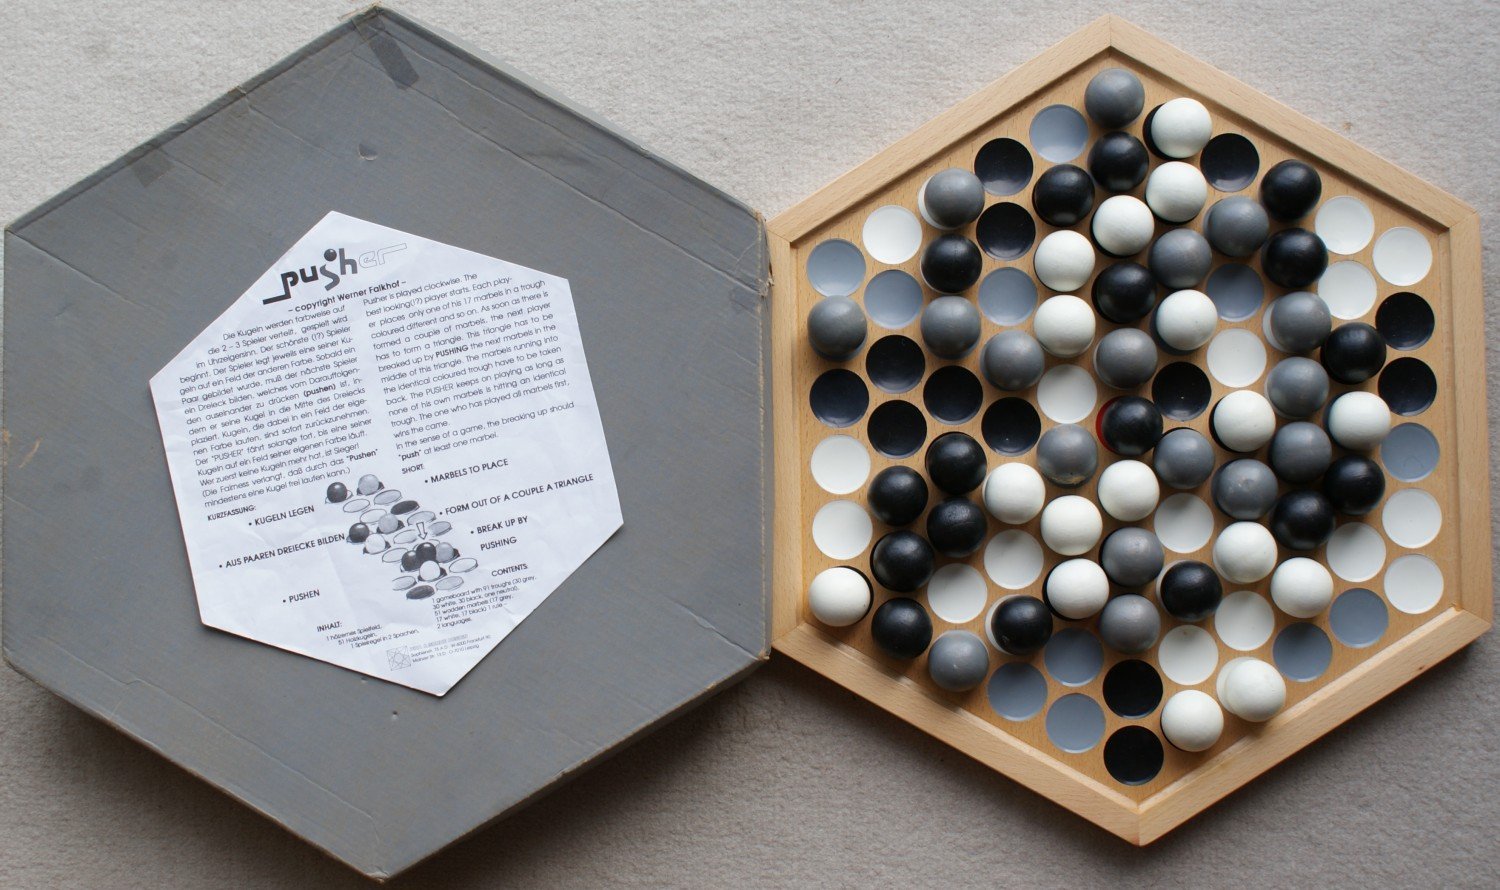 pusher
– copyright Werner Falkhof –
Die Kugeln werden farbweise auf
die 2 – 3 Spieler verteilt, gespielt wird
im Uhrzeigersinn. Der schönste (!?) Spieler
beginnt. Der Spieler legt jeweils eine seiner Ku-
geln auf ein Feld der anderen Farbe. Sobald ein
Paar gebildet wurde, muß der nächste Spieler
ein Dreieck bilden, welches vom Darauffolgen-
den auseinander zu drücken (pushen) ist, in-
dem er seine Kugel in die Mitte des Dreiecks
plaziert. Kugeln, die dabei in ein Feld der eige-
nen Farbe laufen, sind sofort zurückzunehmen.
Der "PUSHER" fährt solange fort, bis eine seiner
Kugeln auf ein Feld seiner eigenen Farbe läuft.
Wer zuerst keine Kugeln mehr hat, ist Sieger!
(Die Fairness verlangt, daß durch das "Pushen"
mindestens eine Kugel frei laufen kann.)
KURZFASSUNG:
• KUGELN LEGEN
• AUS PAAREN DREIECKE BILDEN
• PUSHEN
INHALT:
1 hölzernes Spielfeld,
51 Holzkugeln,
1 Spielregel in 2 Sprachen.
Pusher is played clockwise. The
best looking(!?) player starts. Each play-
er places only one of his 17 marbels in a trough
coloured different and so on. As soon as there is
formed a couple of marbels, the next player
has to form a triangle. This triangle has to be
breaked up by PUSHING the next marbels in the
middle of this triangle. The marbels running into
the identical coloured trough have to be taken
back. The PUSHER keeps on playing as long as
none of his own marbels is hitting an identical
trough. The one who has played all marbels first,
wins the came.
In the sense of a game, the breaking up should
"push" at least one marbel.
SHORT:
• MARBELS TO PLACE
• FORM OUT OF A COUPLE A TRIANGLE
• BREAK UP BY
PUSHING
CONTENTS:
1 gameboard with 91 troughs (30 grey,
30 white, 30 black, one neutral),
51 wooden marbels (17 grey,
17 white, 17 black) 1 rule –
2 languages.